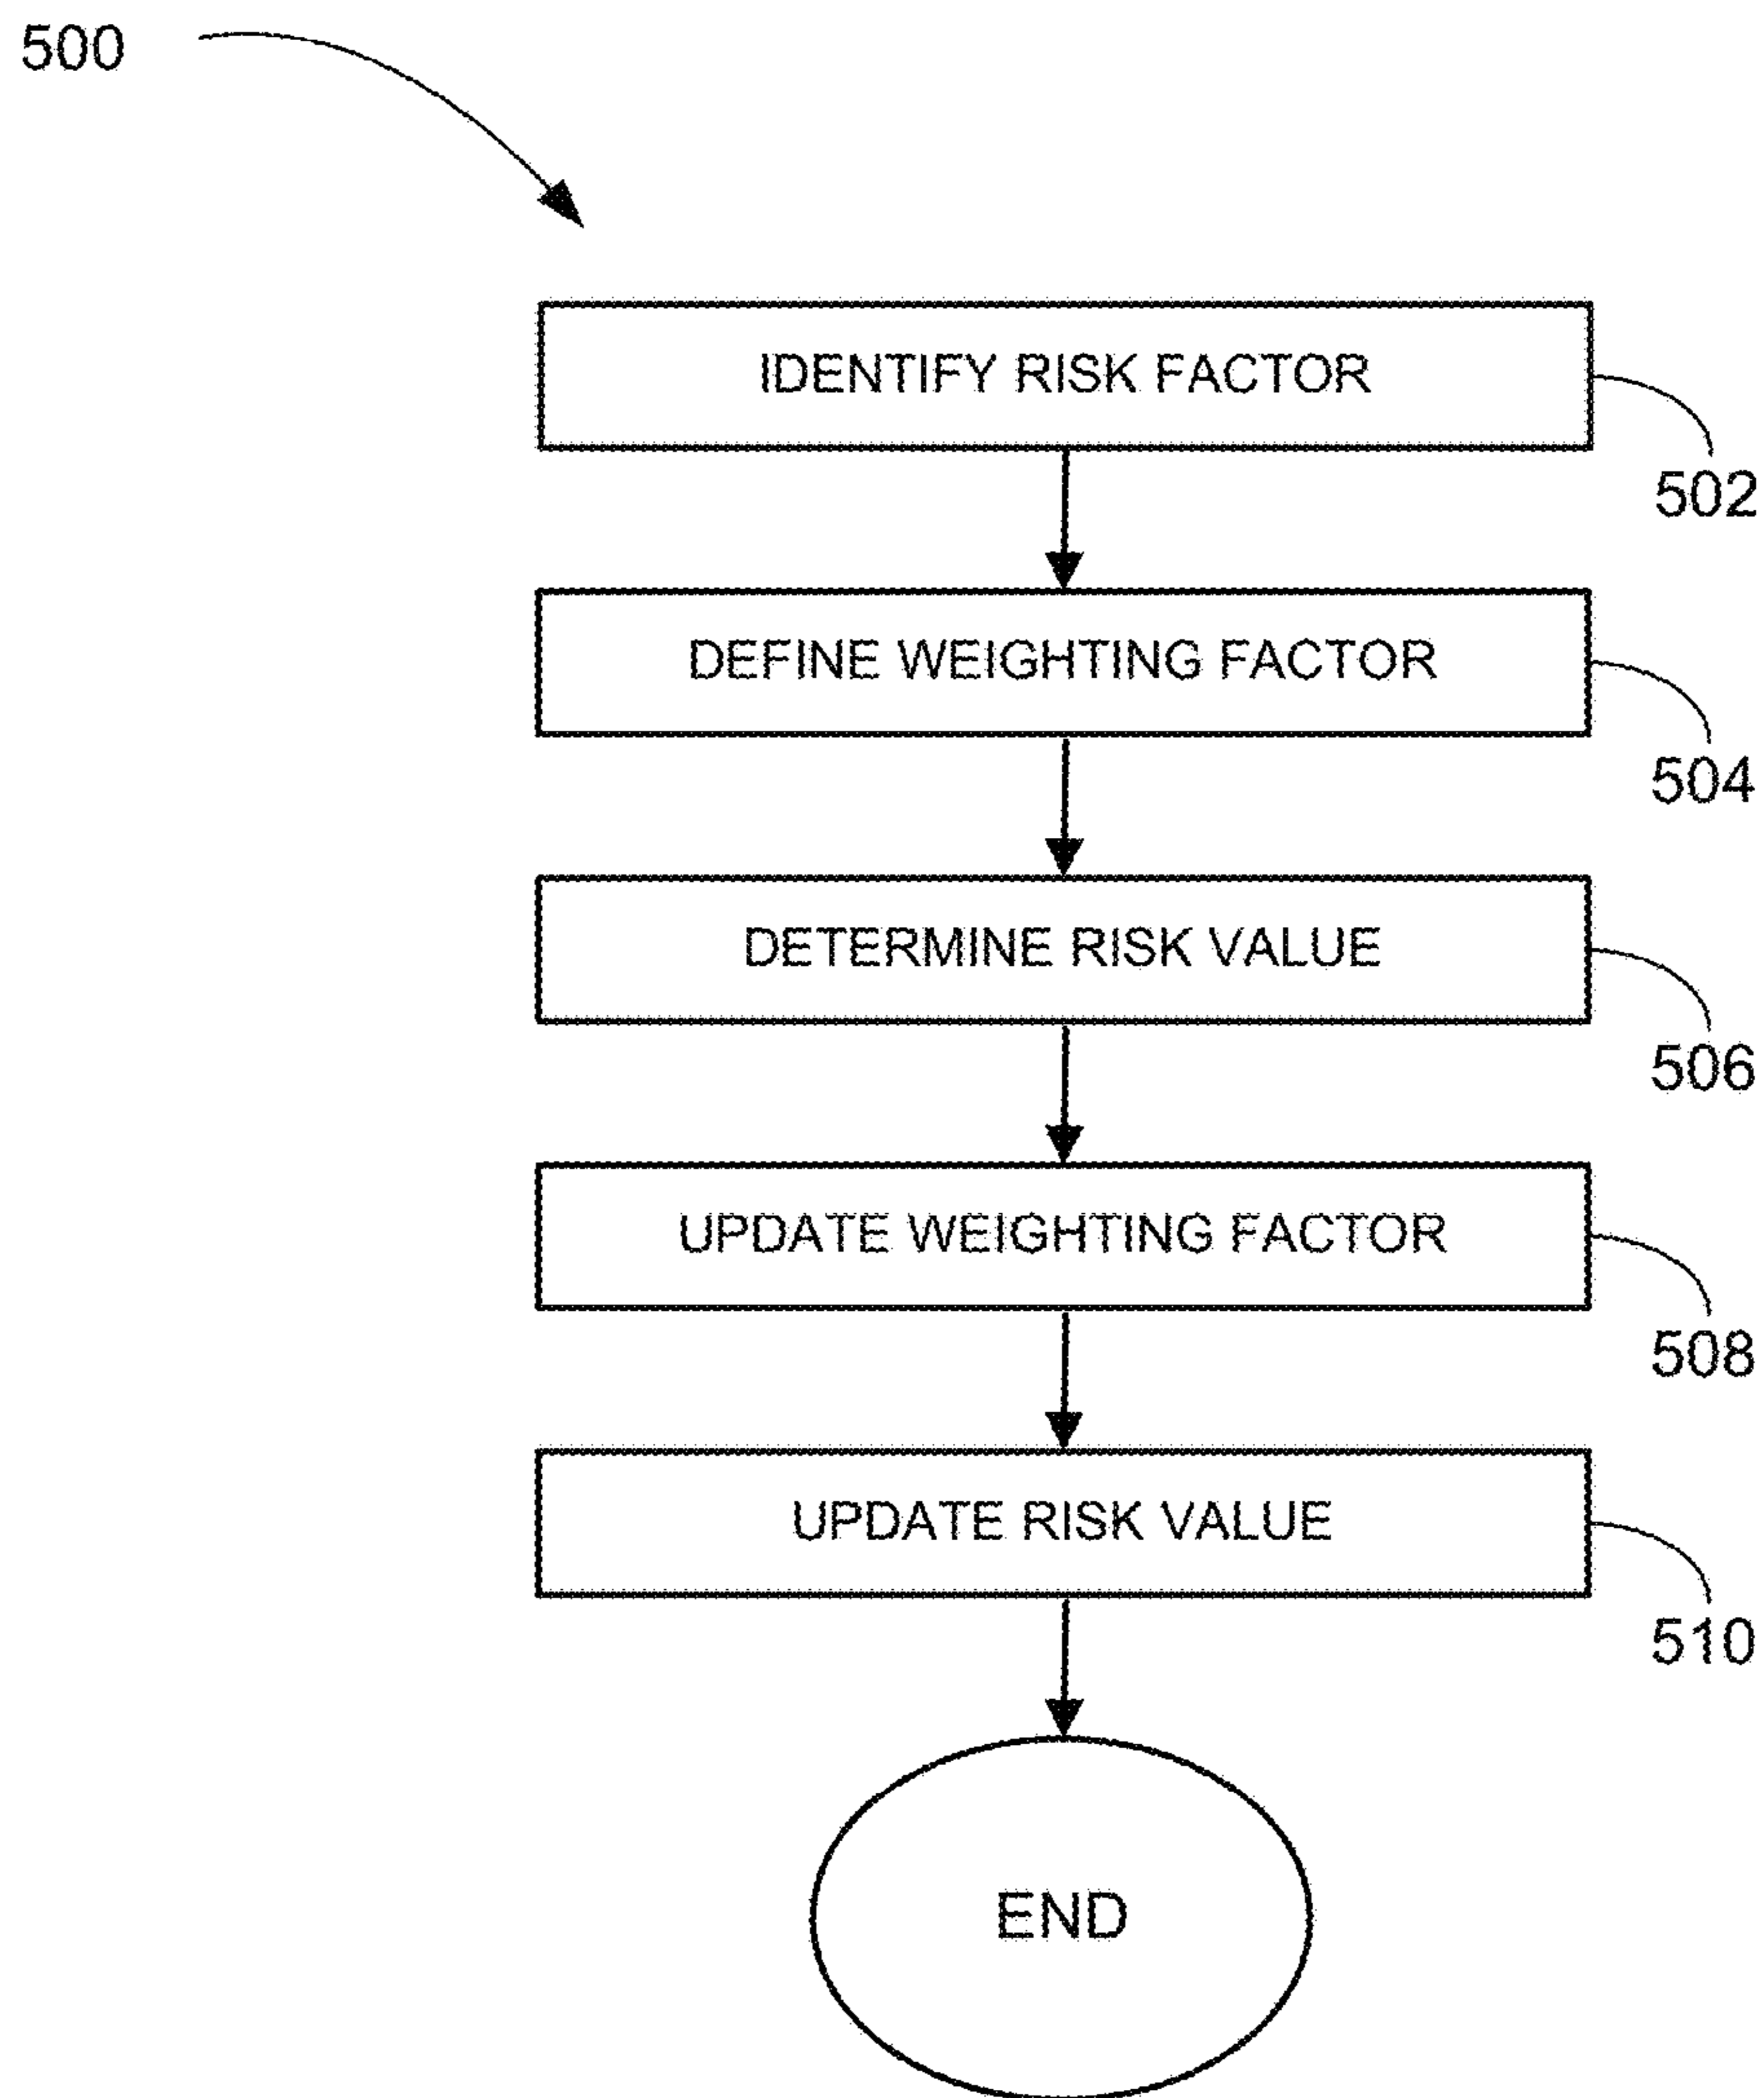 500
IDENTIFY RISK FACTOR
502
DEFINE WEIGHTING FACTOR
504
DETERMINE RISK VALUE
506
UPDATE WEIGHTING FACTOR
508
UPDATE RISK VALUE
510
END